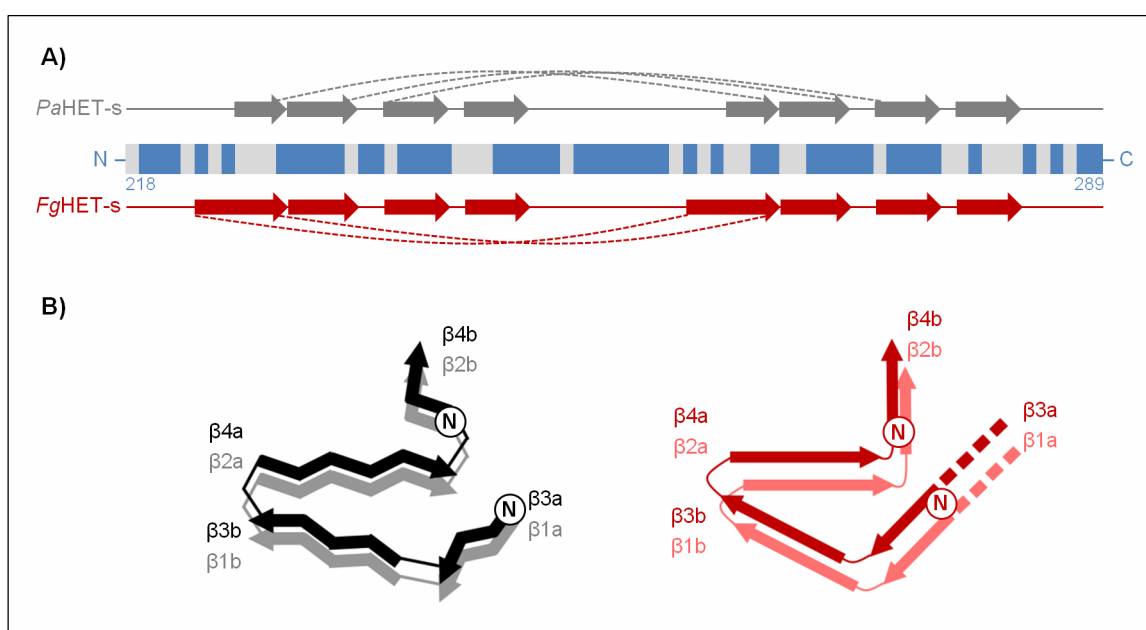 A)
PaHET-s
N C
218 289
FgHET-s
B)
β4b
β2b
β4a
β2a
β3b
β1b
N
N
β3a
β1a
β4b
β2b
β4a
β2a
β3b
β1b
N
N
β3a
β1a